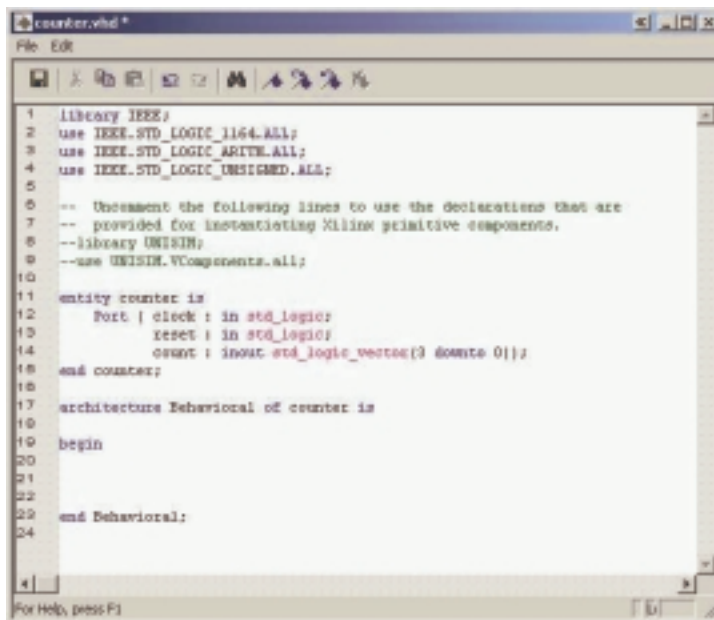 counter.vhd *
File Edit
1 library IEEE;
2 use IEEE.STD_LOGIC_1164.ALL;
3 use IEEE.STD_LOGIC_ARITH.ALL;
4 use IEEE.STD_LOGIC_UNSIGNED.ALL;
5
6 -- Uncomment the following lines to use the declarations that are
7 -- provided for instantiating Xilinx primitive components.
8 --library UNISIM;
9 --use UNISIM.VComponents.all;
10
11 entity counter is
12 Port ( clock : in std_logic;
13 reset : in std_logic;
14 count : inout std_logic_vector(3 downto 0));
15 end counter;
16
17 architecture Behavioral of counter is
18
19 begin
20
21
22
23 end Behavioral;
24
For Help, press F1